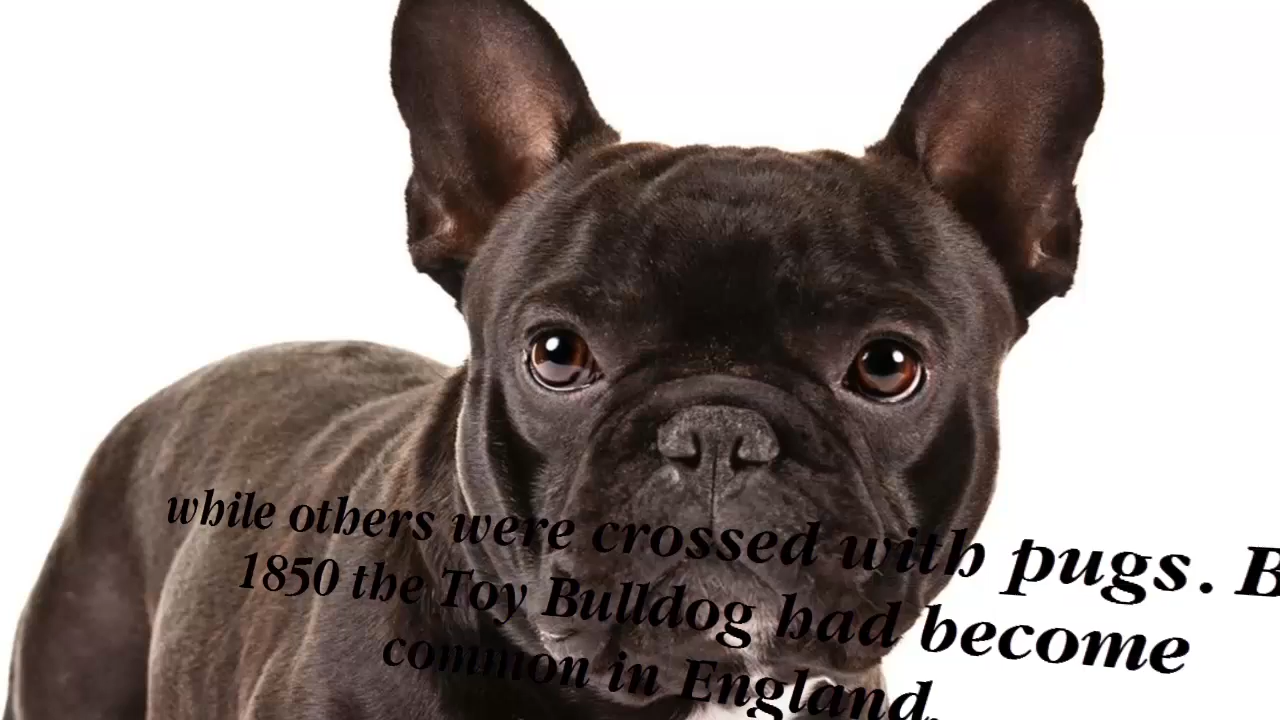 while others were crossed with pugs. B
1850 the Toy Bulldog had become
common in England.